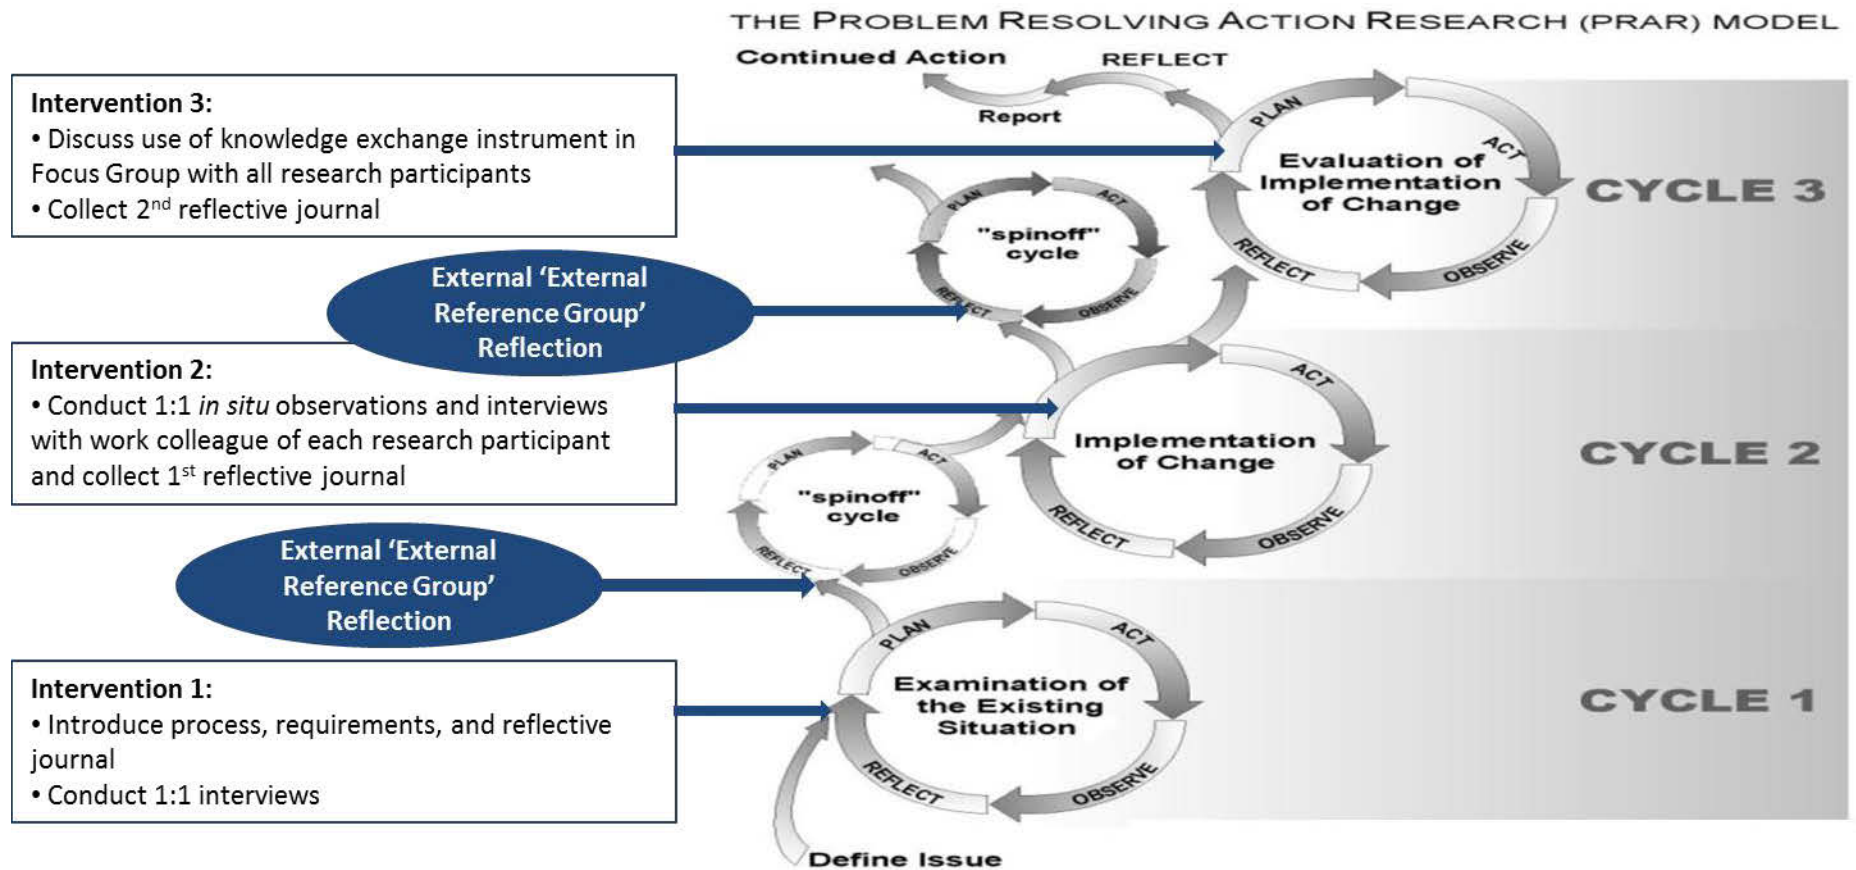 THE PROBLEM RESOLVING ACTION RESEARCH (PRAR) MODEL
Continued Action
REFLECT
Report
Intervention 3:
• Discuss use of knowledge exchange instrument in
Focus Group with all research participants
• Collect 2nd reflective journal
PLAN
ACT
OBSERVE
REFLECT
Evaluation of
Implementation
of Change
CYCLE 3
PLAN
ACT
OBSERVE
REFLECT
"spinoff"
cycle
External ‘External
Reference Group’
Reflection
Intervention 2:
• Conduct 1:1 in situ observations and interviews
with work colleague of each research participant
and collect 1st reflective journal
ACT
OBSERVE
REFLECT
Implementation
of Change
CYCLE 2
PLAN
ACT
OBSERVE
REFLECT
"spinoff"
cycle
External ‘External
Reference Group’
Reflection
Intervention 1:
• Introduce process, requirements, and reflective
journal
• Conduct 1:1 interviews
PLAN
ACT
OBSERVE
REFLECT
Examination of
the Existing
Situation
CYCLE 1
Define Issue